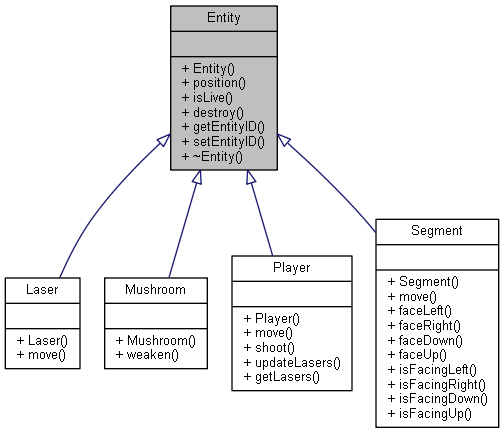 Entity
+ Entity()
+ position()
+ isLive()
+ destroy()
+ getEntityID()
+ setEntityID()
+ ~Entity()
Laser
+ Laser()
+ move()
Mushroom
+ Mushroom()
+ weaken()
Player
+ Player()
+ move()
+ shoot()
+ updateLasers()
+ getLasers()
Segment
+ Segment()
+ move()
+ faceLeft()
+ faceRight()
+ faceDown()
+ faceUp()
+ isFacingLeft()
+ isFacingRight()
+ isFacingDown()
+ isFacingUp()